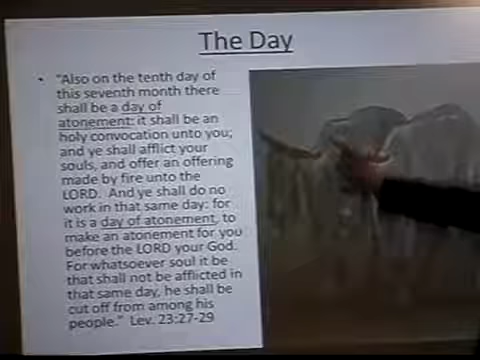 The Day
• "Also on the tenth day of
this seventh month there
shall be a day of
atonement: it shall be an
holy convocation unto you;
and ye shall afflict your
souls, and offer an offering
made by fire unto the
LORD.  And ye shall do no
work in that same day: for
it is a day of atonement, to
make an atonement for you
before the LORD your God.
For whatsoever soul it be
that shall not be afflicted in
that same day, he shall be
cut off from among his
people."  Lev. 23:27-29